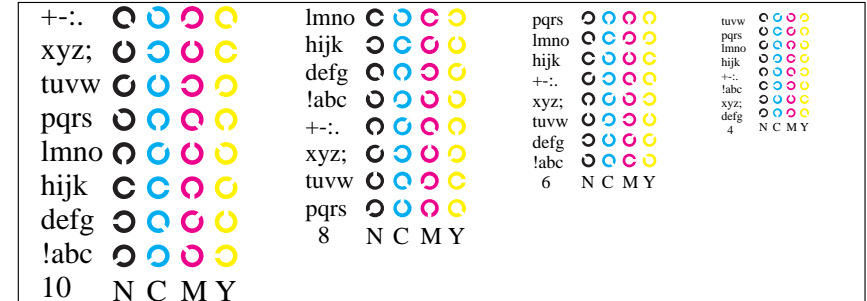 +-:.
xyz;
tuvw
pqrs
lmno
hijk
defg
!abc
10 N C M Y
lmno
hijk
defg
!abc
+-:.
xyz;
tuvw
pqrs
8 N C M Y
pqrs
lmno
hijk
+-:.
xyz;
tuvw
defg
!abc
6 N C M Y
tuvw
pqrs
lmno
hijk
+-:.
!abc
xyz;
defg
4 N C M Y